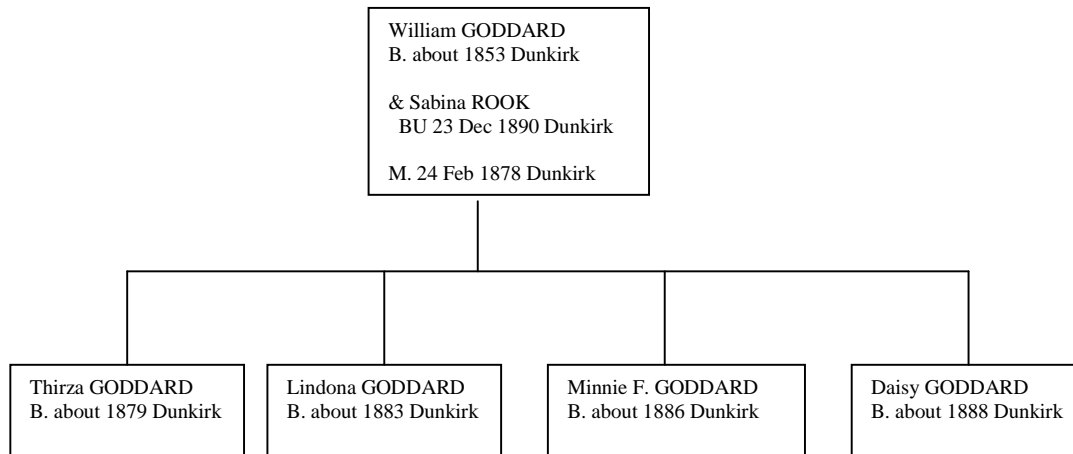 William GODDARD
B. about 1853 Dunkirk
& Sabina ROOK
BU 23 Dec 1890 Dunkirk
M. 24 Feb 1878 Dunkirk
Thirza GODDARD
B. about 1879 Dunkirk
Lindona GODDARD
B. about 1883 Dunkirk
Minnie F. GODDARD
B. about 1886 Dunkirk
Daisy GODDARD
B. about 1888 Dunkirk